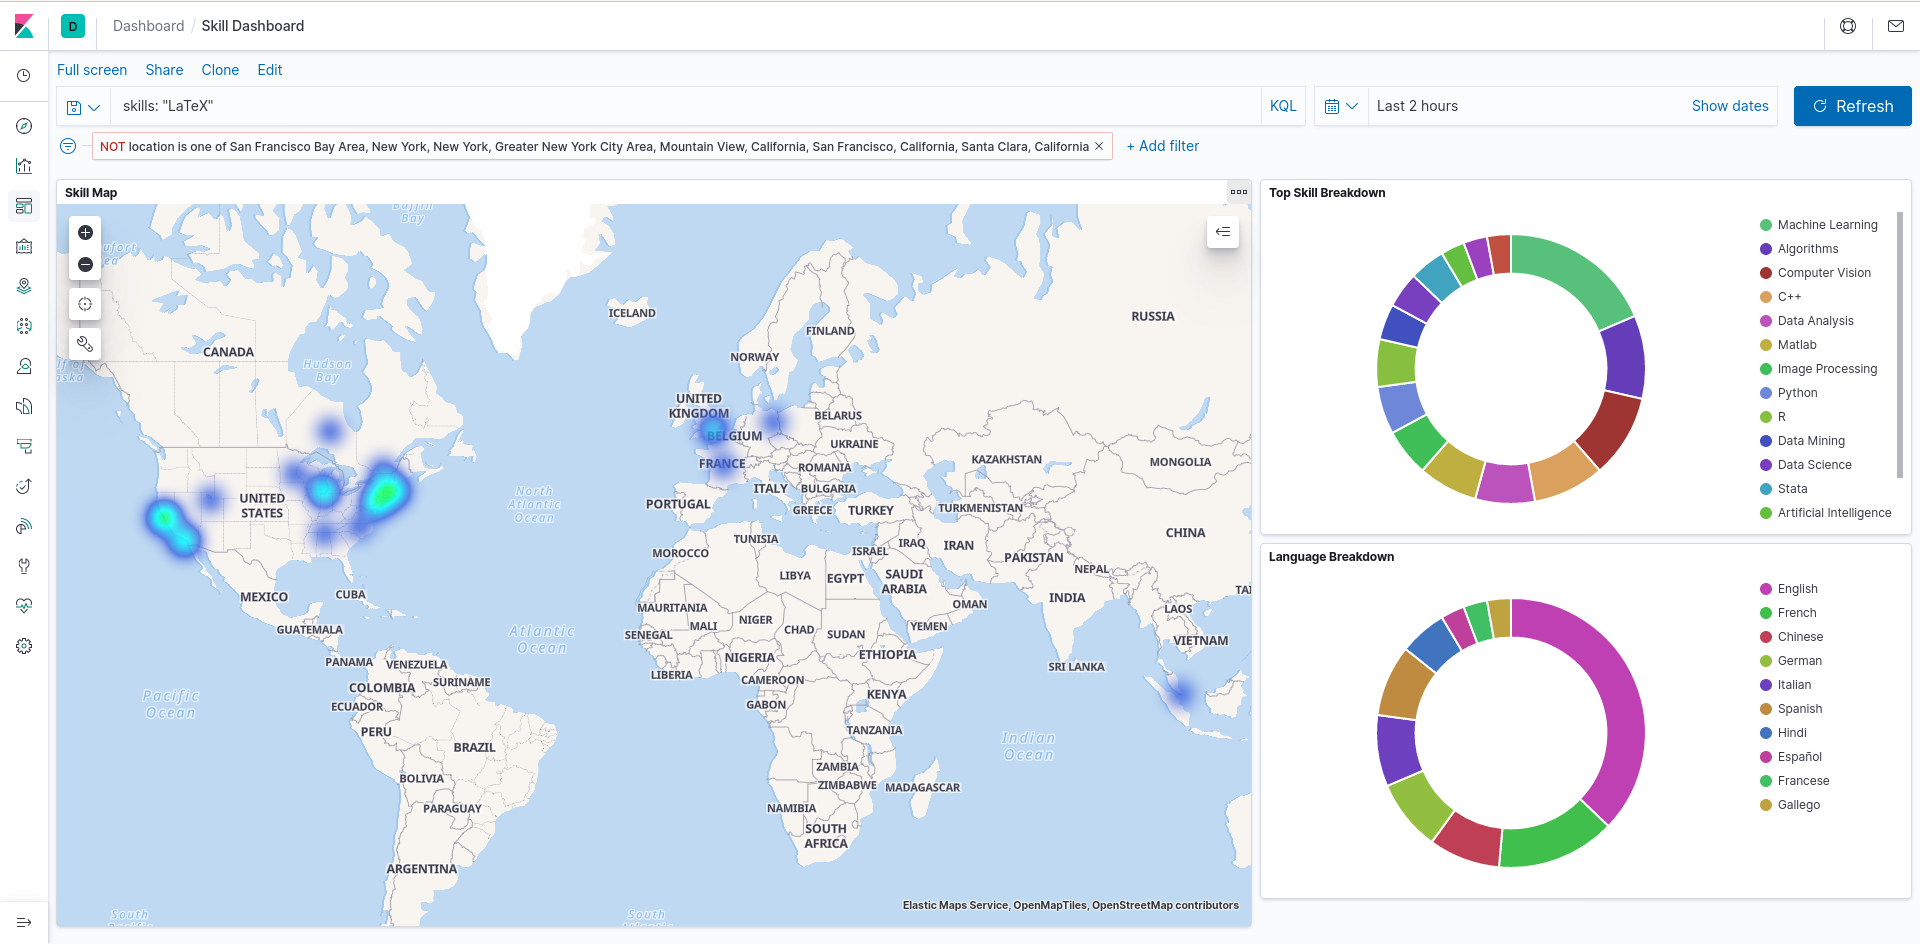 D
Dashboard / Skill Dashboard
Full screen Share Clone Edit
skills: "LaTeX"
KQL
Last 2 hours
Show dates
Refresh
NOT location is one of San Francisco Bay Area, New York, New York, Greater New York City Area, Mountain View, California, San Francisco, California, Santa Clara, California ×
+ Add filter
Skill Map
Baffin
Bay
ICELAND
RUSSIA
FINLAND
CANADA
NORWAY
Hudson
Bay
UNITED
KINGDOM
BELARUS
BELGIUM
UKRAINE
FRANCE
ROMANIA
KAZAKHSTAN
MONGOLIA
ITALY
BULGARIA
North
Atlantic
Ocean
UNITED
STATES
PORTUGAL
GREECE
TURKEY
TURKMENISTAN
CHINA
TUNISIA
MOROCCO
ISRAEL
IRAQ
IRAN
PAKISTAN
NEPAL
LIBYA
EGYPT
SAUDI
ARABIA
MEXICO
CUBA
INDIA
OMAN
MAURITANIA
LAOS
GUATEMALA
SENEGAL
MALI
NIGER
CHAD
SUDAN
YEMEN
Atlantic
Ocean
VIETNAM
PANAMA
VENEZUELA
NIGERIA
ETHIOPIA
SRI LANKA
LIBERIA
CAMEROON
SURINAME
COLOMBIA
KENYA
Pacific
Ocean
ECUADOR
GABON
PERU
TANZANIA
BRAZIL
Indian
Ocean
ZAMBIA
BOLIVIA
ZIMBABWE
MADAGASCAR
PARAGUAY
NAMIBIA
SOUTH
AFRICA
ARGENTINA
South
South
Elastic Maps Service, OpenMapTiles, OpenStreetMap contributors
Top Skill Breakdown
Machine Learning
Algorithms
Computer Vision
C++
Data Analysis
Matlab
Image Processing
Python
R
Data Mining
Data Science
Stata
Artificial Intelligence
Language Breakdown
English
French
Chinese
German
Italian
Spanish
Hindi
Español
Francese
Gallego